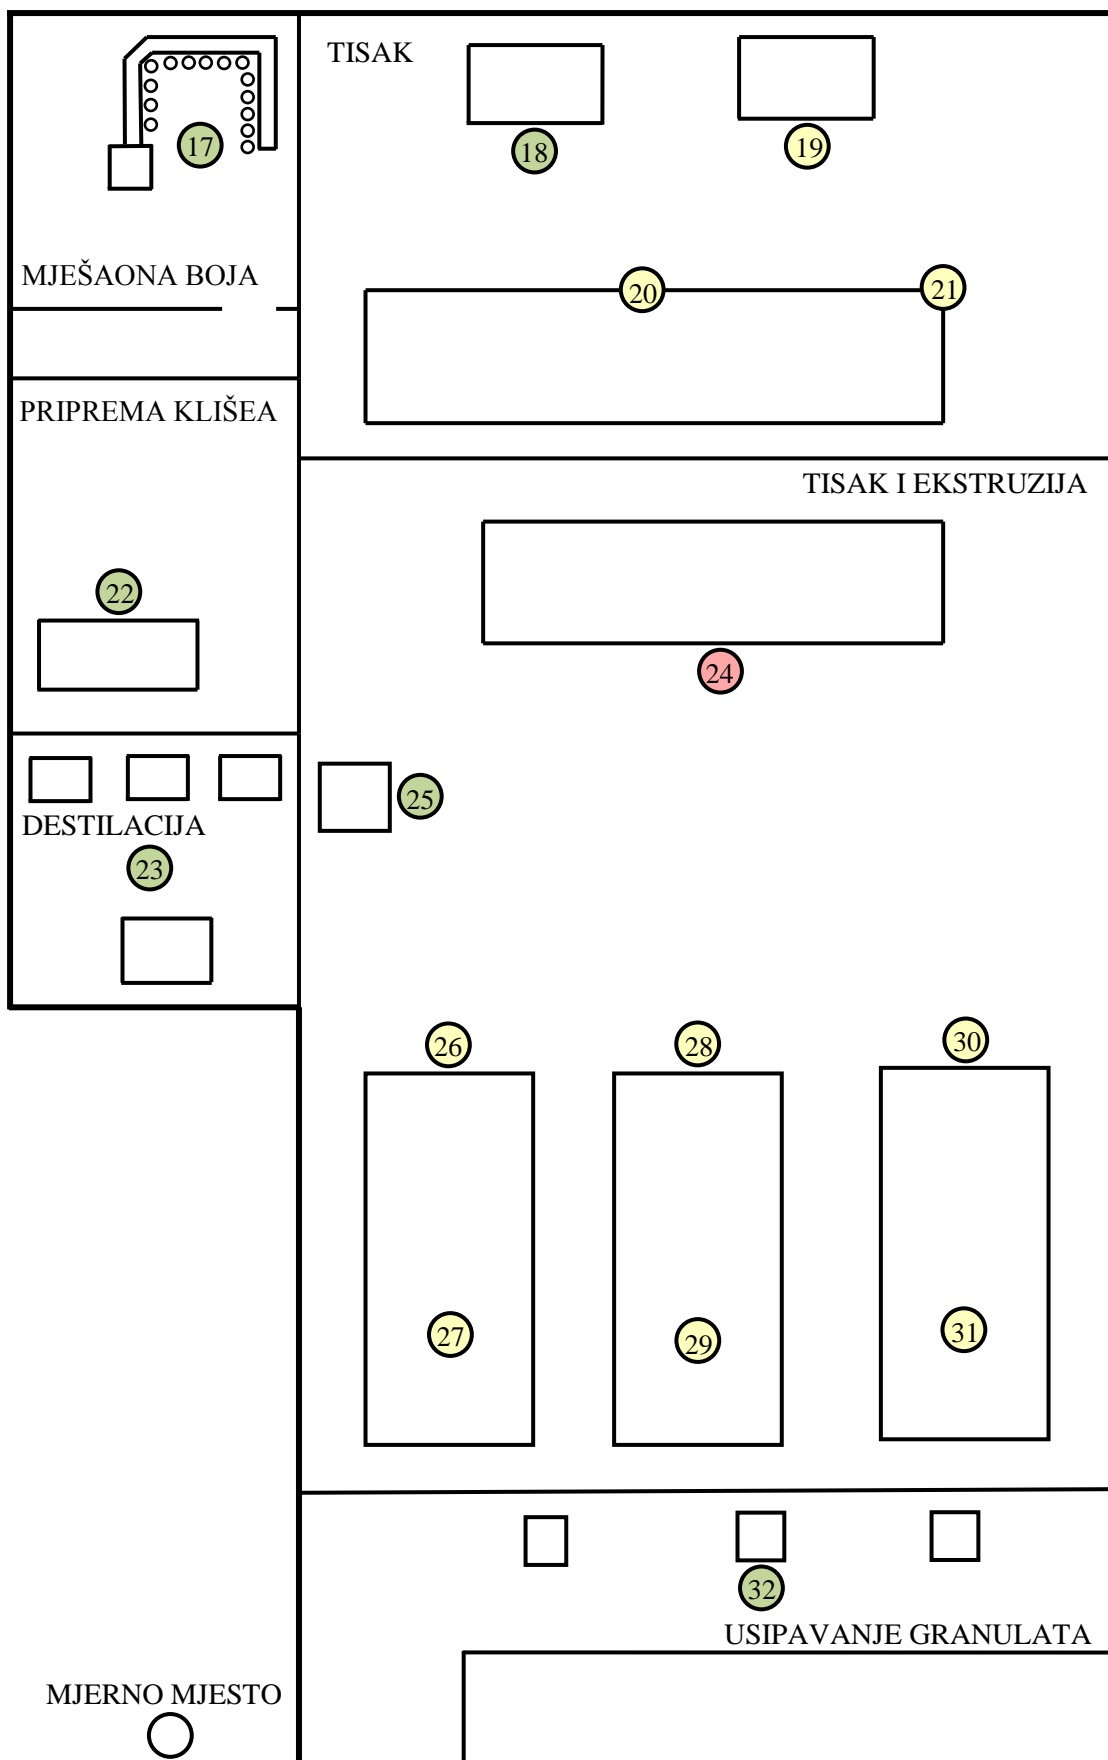 TISAK
17
18
19
MJEŠAONA BOJA
20
21
PRIPREMA KLIŠEA
TISAK I EKSTRUZIJA
22
24
25
DESTILACIJA
23
26
28
30
27
29
31
32
USIPAVANJE GRANULATA
MJERNO MJESTO